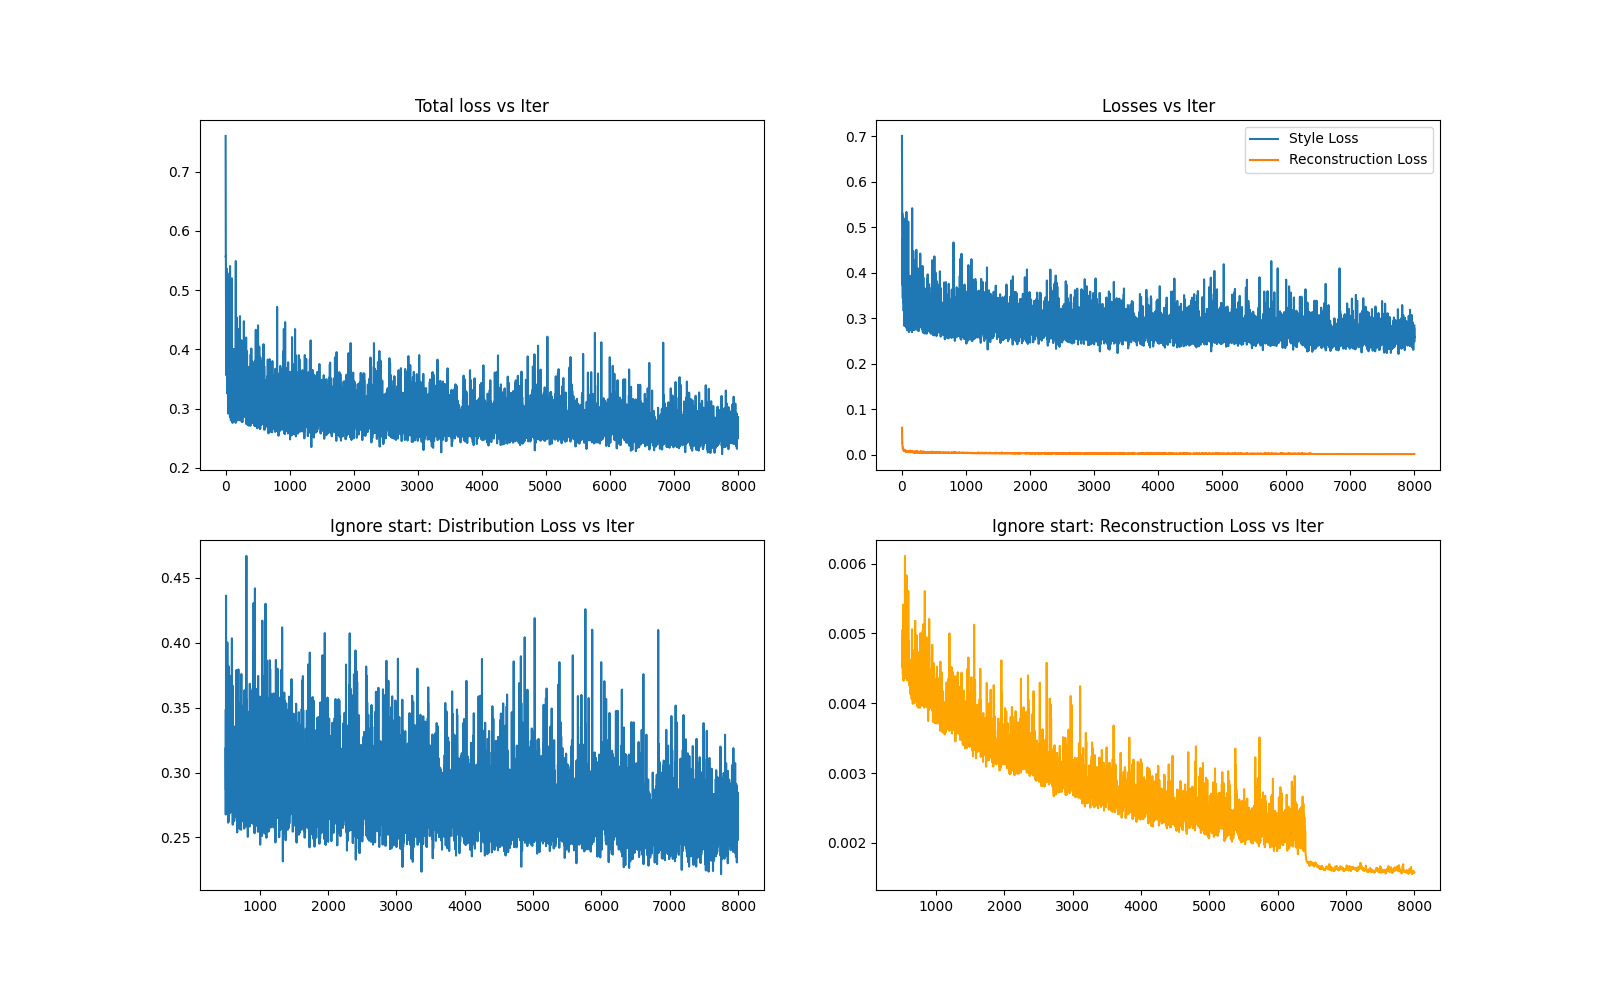 Total loss vs Iter
0.7
0.6
0.5
0.4
0.3
0.2
0 1000 2000 3000 4000 5000 6000 7000 8000
Losses vs Iter
Style Loss
Reconstruction Loss
0.7
0.6
0.5
0.4
0.3
0.2
0.1
0.0
0 1000 2000 3000 4000 5000 6000 7000 8000
Ignore start: Distribution Loss vs Iter
0.45
0.40
0.35
0.30
0.25
1000 2000 3000 4000 5000 6000 7000 8000
Ignore start: Reconstruction Loss vs Iter
0.006
0.005
0.004
0.003
0.002
1000 2000 3000 4000 5000 6000 7000 8000